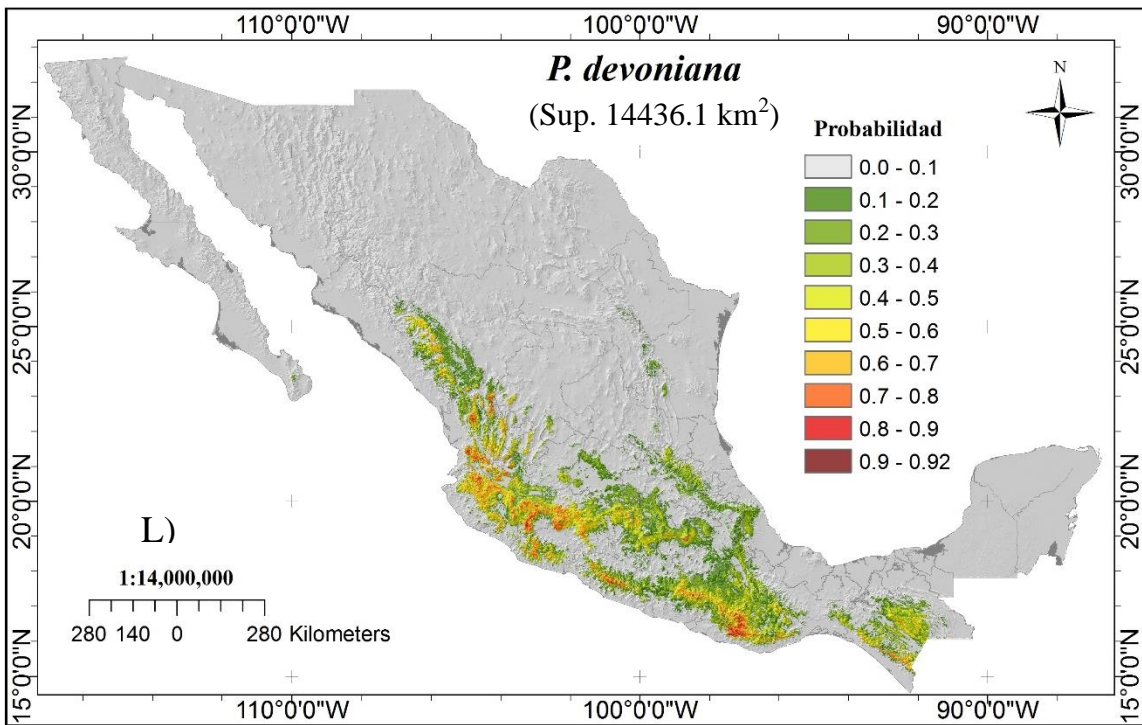 110°0'0"W 100°0'0"W 90°0'0"W
P. devoniana
(Sup. 14436.1 km²)
N
Probabilidad
0.0 - 0.1
0.1 - 0.2
0.2 - 0.3
0.3 - 0.4
0.4 - 0.5
0.5 - 0.6
0.6 - 0.7
0.7 - 0.8
0.8 - 0.9
0.9 - 0.92
30°0'0"N
25°0'0"N
20°0'0"N
15°0'0"N
30°0'0"N
25°0'0"N
20°0'0"N
15°0'0"N
L)
1:14,000,000
280 140 0 280 Kilometers
110°0'0"W 100°0'0"W 90°0'0"W